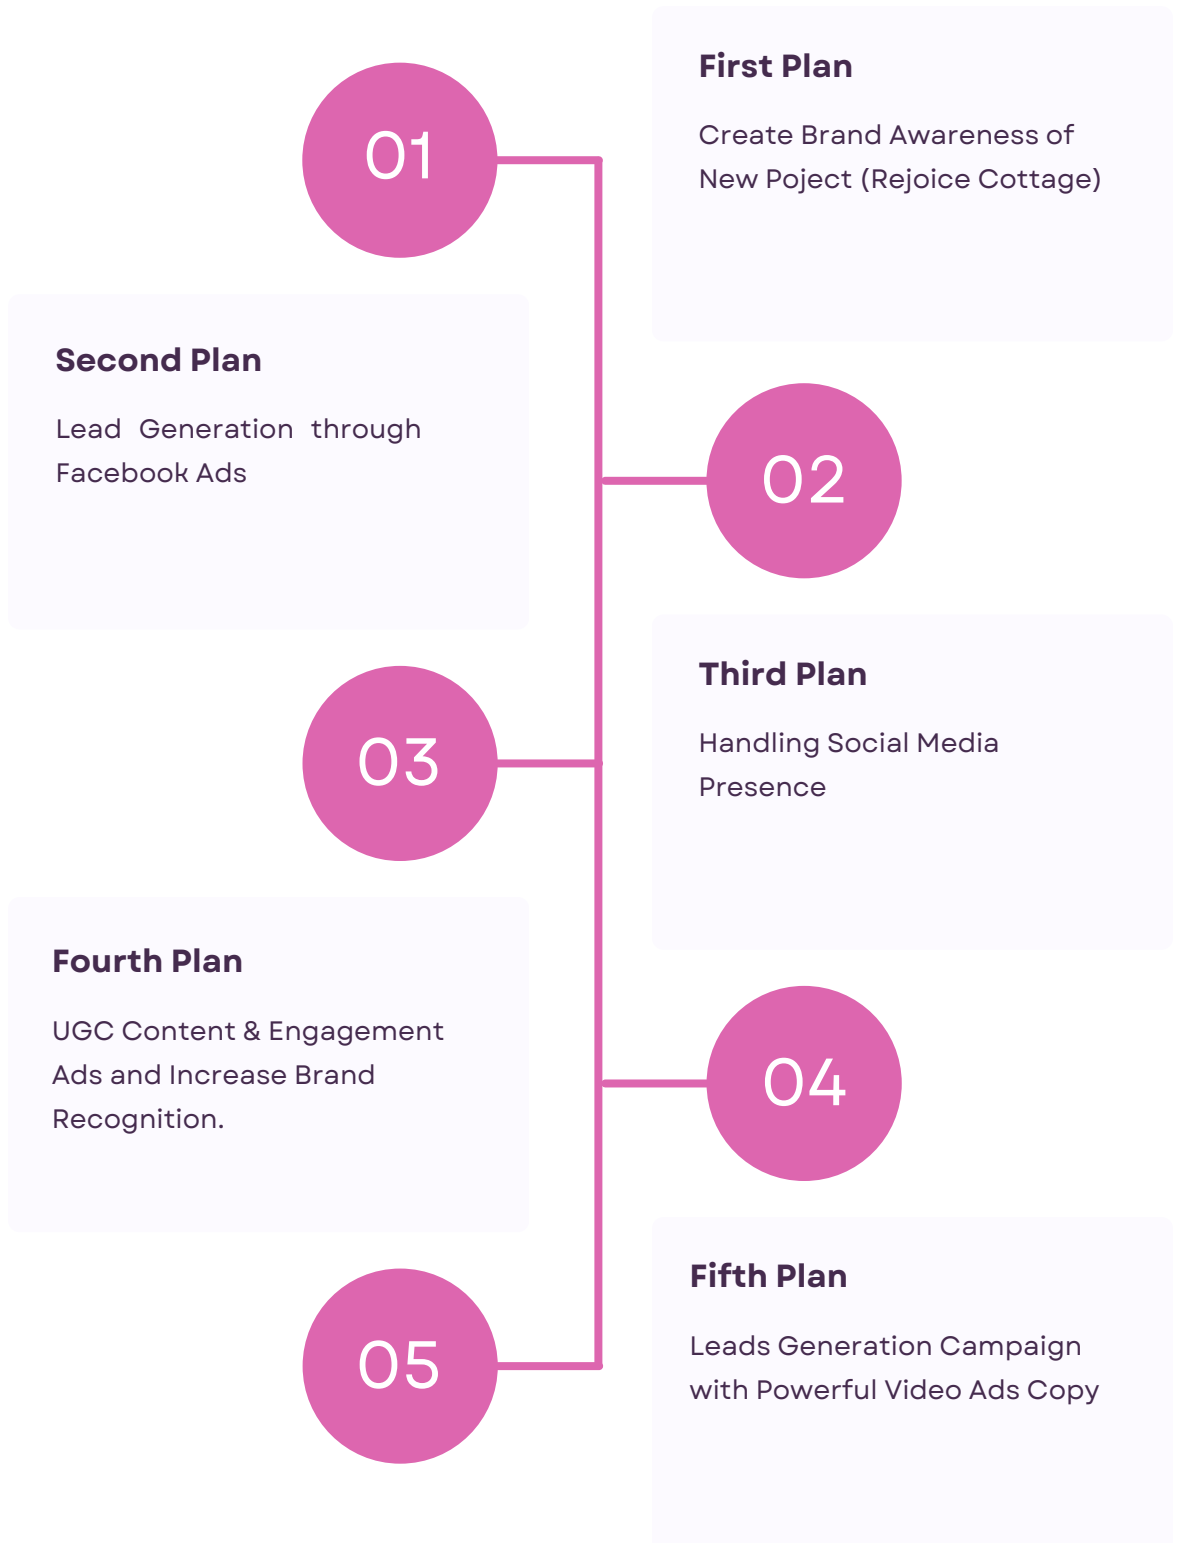 01
First Plan
Create Brand Awareness of
New Poject (Rejoice Cottage)
Second Plan
Lead Generation through
Facebook Ads
02
03
Third Plan
Handling Social Media
Presence
Fourth Plan
UGC Content & Engagement
Ads and Increase Brand
Recognition.
04
05
Fifth Plan
Leads Generation Campaign
with Powerful Video Ads Copy